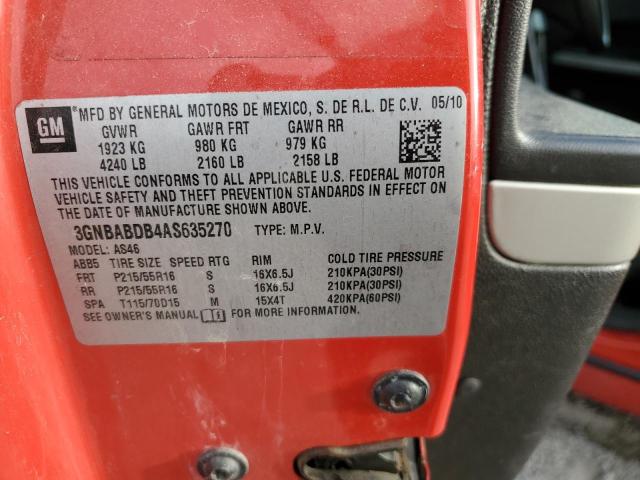 GM
MFD BY GENERAL MOTORS DE MEXICO, S. DE R.L. DE C.V. 05/10
GVWR GAWR FRT GAWR RR
1923 KG 980 KG 979 KG
4240 LB 2160 LB 2158 LB
THIS VEHICLE CONFORMS TO ALL APPLICABLE U.S. FEDERAL MOTOR
VEHICLE SAFETY AND THEFT PREVENTION STANDARDS IN EFFECT ON
THE DATE OF MANUFACTURE SHOWN ABOVE.
3GNBABDB4AS635270 TYPE: M.P.V.
MODEL: AS46
ABB5 TIRE SIZE SPEED RTG RIM COLD TIRE PRESSURE
FRT P215/55R16 S 16X6.5J 210KPA(30PSI)
RR P215/55R16 S 16X6.5J 210KPA(30PSI)
SPA T115/70D15 M 15X4T 420KPA(60PSI)
SEE OWNER'S MANUAL FOR MORE INFORMATION.